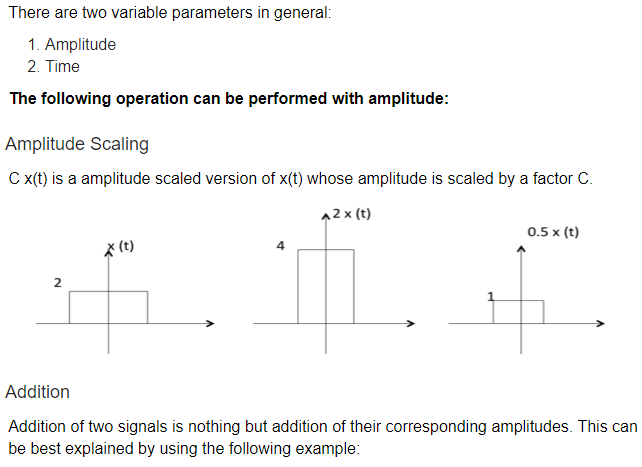 There are two variable parameters in general:
1. Amplitude
2. Time
The following operation can be performed with amplitude:
Amplitude Scaling
C x(t) is a amplitude scaled version of x(t) whose amplitude is scaled by a factor C.
2 x (t)
0.5 x (t)
x (t)
4
2
1
Addition
Addition of two signals is nothing but addition of their corresponding amplitudes. This can
be best explained by using the following example: